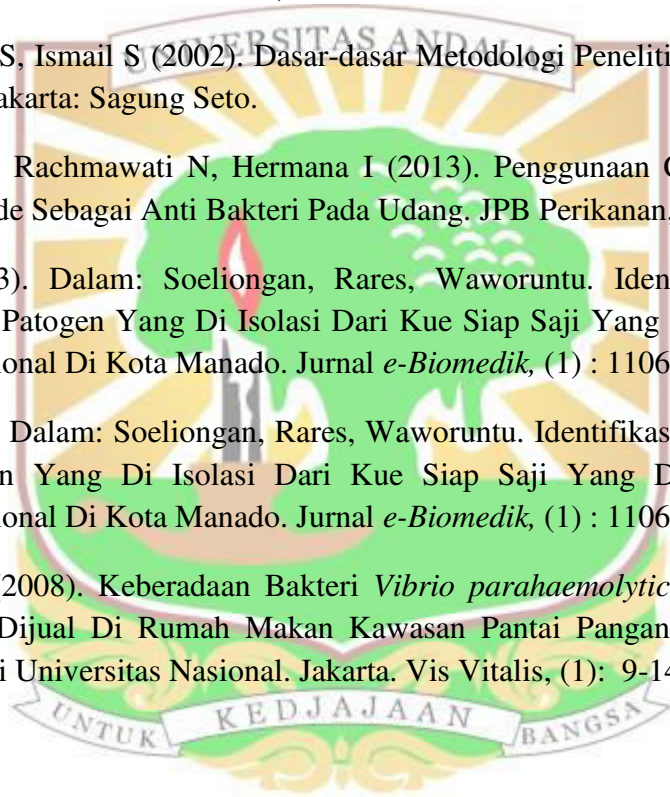 UNIVERSITAS ANDALAS
S, Ismail S (2002). Dasar-dasar Metodologi Peneliti
akarta: Sagung Seto.
Rachmawati N, Hermana I (2013). Penggunaan
de Sebagai Anti Bakteri Pada Udang. JPB Perikanan,
3). Dalam: Soeliongan, Rares, Waworuntu. Iden
Patogen Yang Di Isolasi Dari Kue Siap Saji Yang
ional Di Kota Manado. Jurnal e-Biomedik, (1) : 1106
Dalam: Soeliongan, Rares, Waworuntu. Identifikas
n Yang Di Isolasi Dari Kue Siap Saji Yang D
ional Di Kota Manado. Jurnal e-Biomedik, (1) : 1106
(2008). Keberadaan Bakteri Vibrio parahaemolytic
Dijual Di Rumah Makan Kawasan Pantai Pangan
i Universitas Nasional. Jakarta. Vis Vitalis, (1): 9-14
UNTUK KEDJAJAAN BANGSA